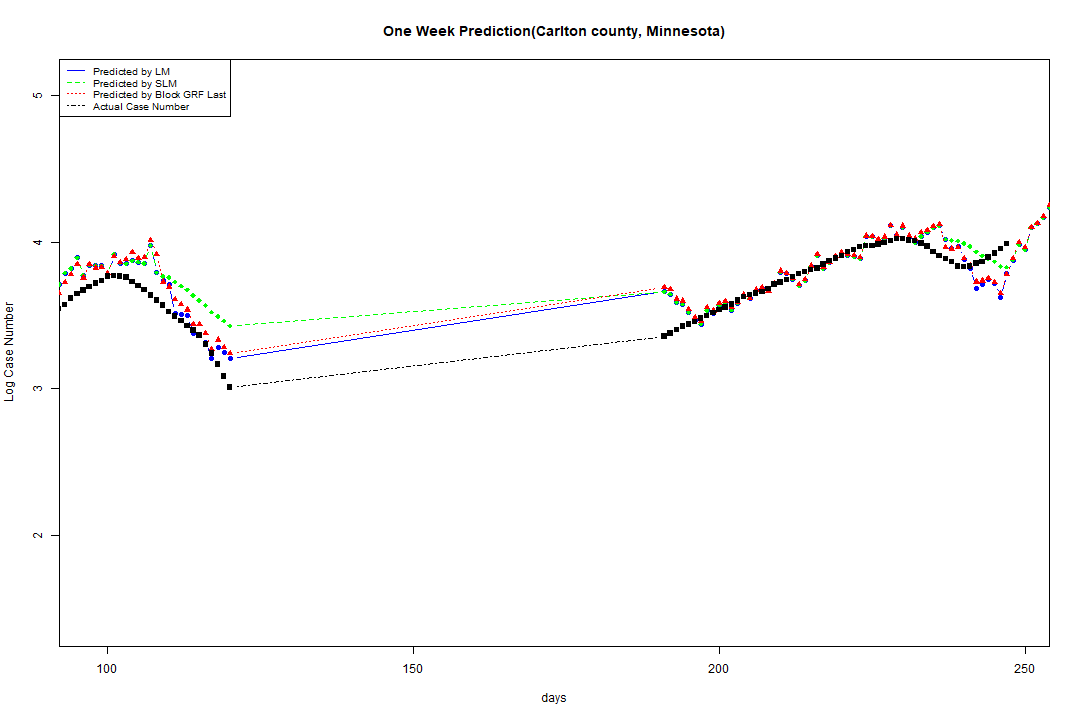 One Week Prediction(Carlton county, Minnesota)
Predicted by LM
Predicted by SLM
Predicted by Block GRF Last
Actual Case Number
5
4
3
2
Log Case Number
100
150
200
250
days